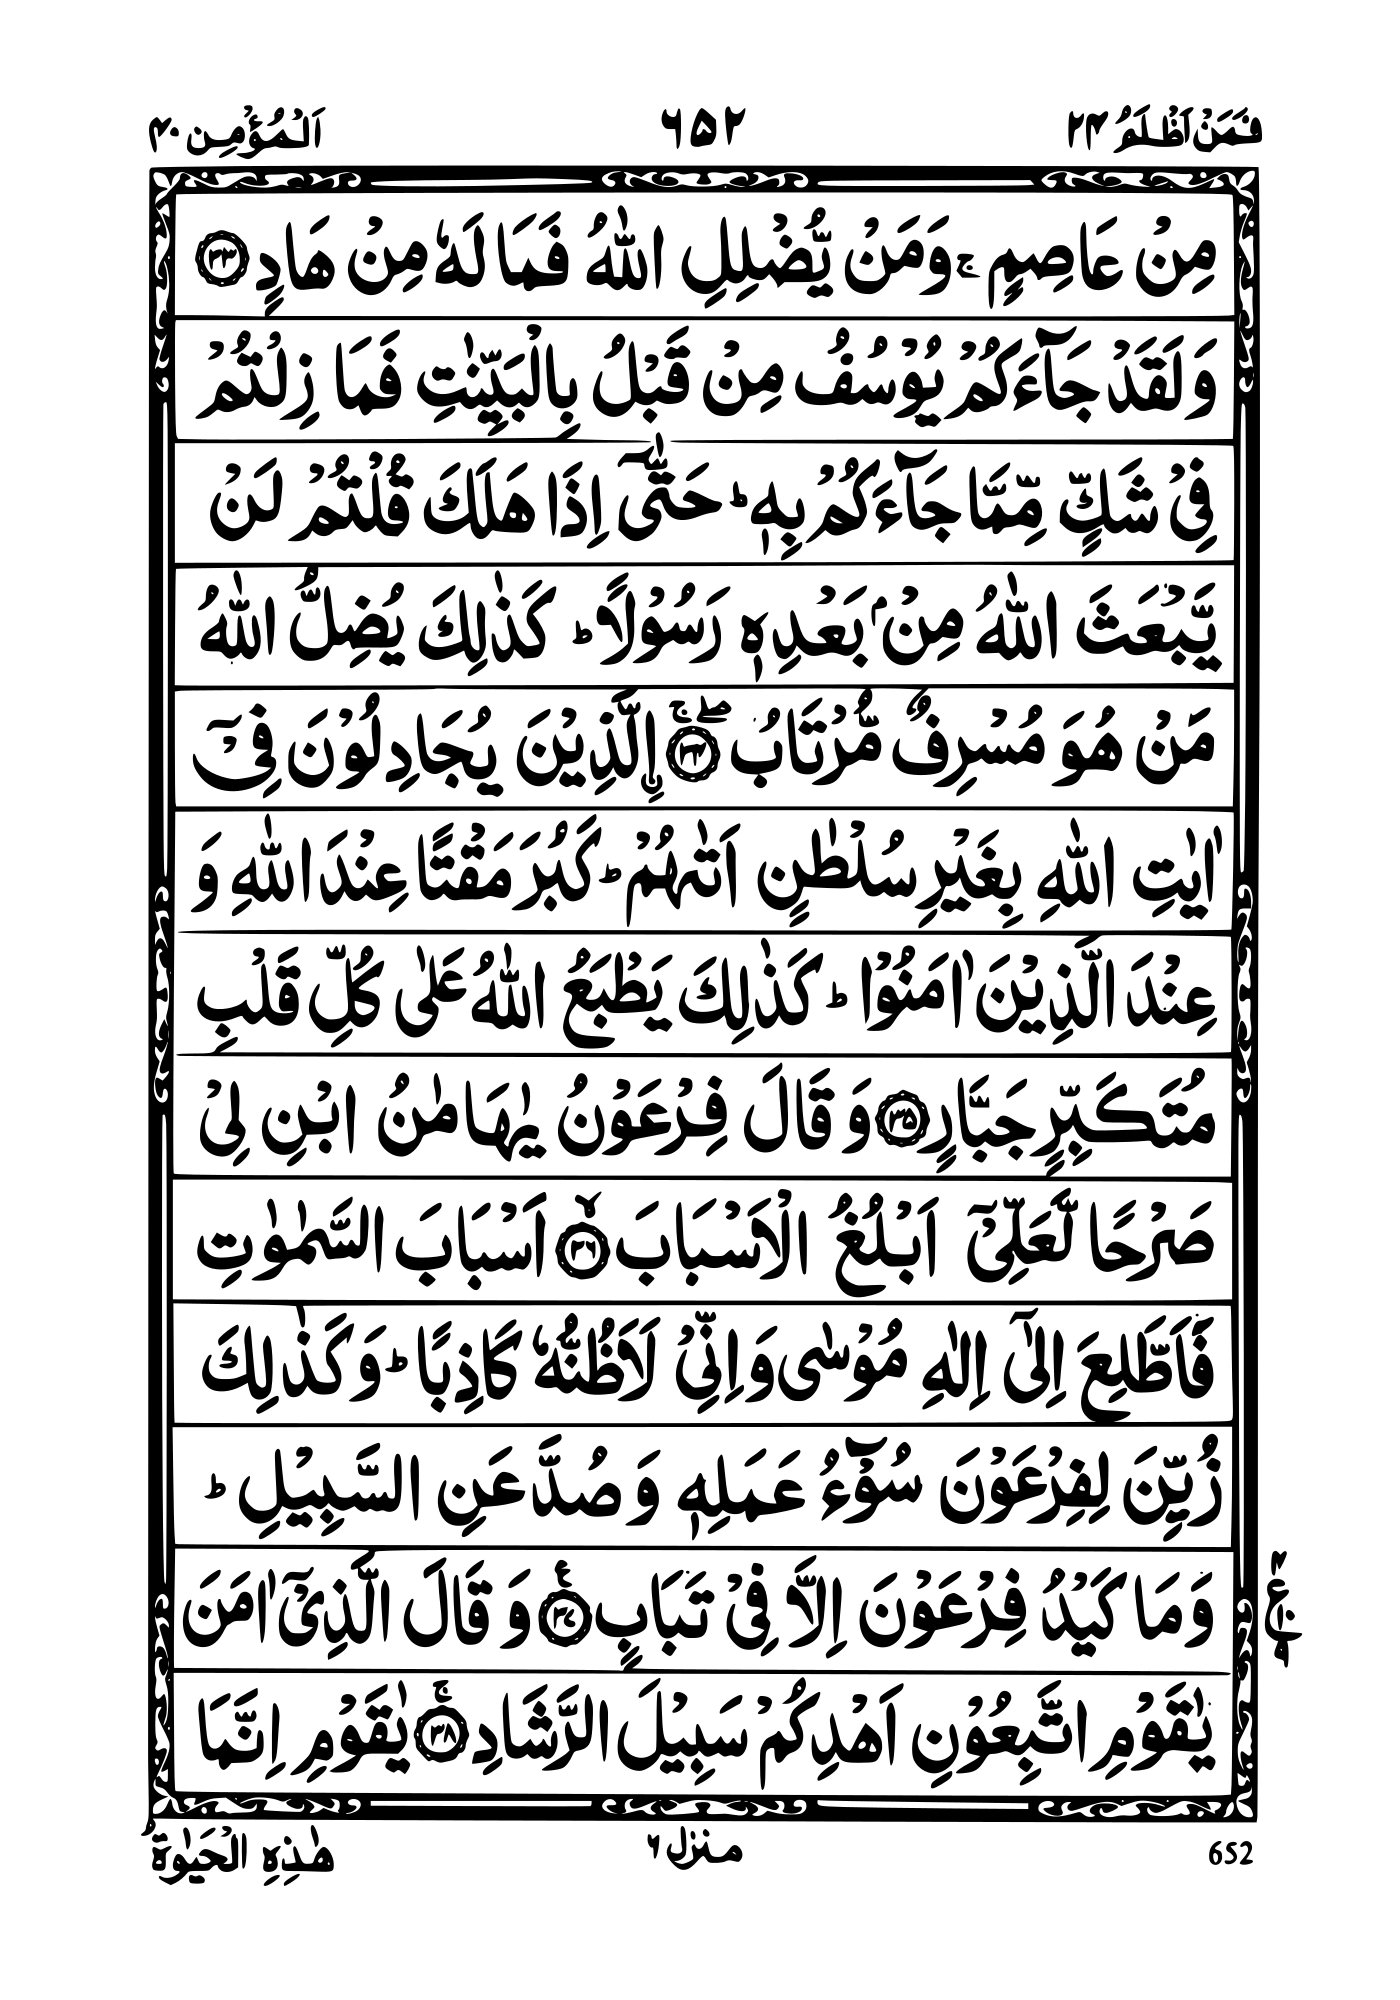 فَمَنْ اَظْلَمُ ۲۴
۶۵۲
اَلْمُؤْمِن ۴۰
مِنْ عَاصِمٍ ۚ وَمَنْ يُّضْلِلِ اللّٰهُ فَمَا لَهٗ مِنْ هَادٍ ﴿۳۳﴾
وَلَقَدْ جَآءَكُمْ يُوْسُفُ مِنْ قَبْلُ بِالْبَيِّنٰتِ فَمَا زِلْتُمْ
فِيْ شَكٍّ مِّمَّا جَآءَكُمْ بِهٖ ؕ حَتّٰۤى اِذَا هَلَكَ قُلْتُمْ لَنْ
يَّبْعَثَ اللّٰهُ مِنْۢ بَعْدِهٖ رَسُوْلًا ؕ كَذٰلِكَ يُضِلُّ اللّٰهُ
مَنْ هُوَ مُسْرِفٌ مُّرْتَابُ ۖۚ﴿۳۴﴾ اۨلَّذِيْنَ يُجَادِلُوْنَ فِيْۤ
اٰيٰتِ اللّٰهِ بِغَيْرِ سُلْطٰنٍ اَتٰىهُمْ ؕ كَبُرَ مَقْتًا عِنْدَ اللّٰهِ وَ
عِنْدَ الَّذِيْنَ اٰمَنُوْا ؕ كَذٰلِكَ يَطْبَعُ اللّٰهُ عَلٰى كُلِّ قَلْبِ
مُتَكَبِّرٍ جَبَّارٍ ﴿۳۵﴾ وَ قَالَ فِرْعَوْنُ يٰهَامٰنُ ابْنِ لِيْ
صَرْحًا لَّعَلِّيْۤ اَبْلُغُ الْاَسْبَابَ ۙ﴿۳۶﴾ اَسْبَابَ السَّمٰوٰتِ
فَاَطَّلِعَ اِلٰۤى اِلٰهِ مُوْسٰى وَاِنِّيْ لَاَظُنُّهٗ كَاذِبًا ؕ وَكَذٰلِكَ
زُيِّنَ لِفِرْعَوْنَ سُوْٓءُ عَمَلِهٖ وَ صُدَّ عَنِ السَّبِيْلِ ؕ
وَمَا كَيْدُ فِرْعَوْنَ اِلَّا فِيْ تَبَابٍ ﴿۳۷﴾ وَ قَالَ الَّذِيْۤ اٰمَنَ
يٰقَوْمِ اتَّبِعُوْنِ اَهْدِكُمْ سَبِيْلَ الرَّشَادِ ۚ﴿۳۸﴾ يٰقَوْمِ اِنَّمَا
652
منزل ۶
هٰذِهِ الْحَيٰوةُ